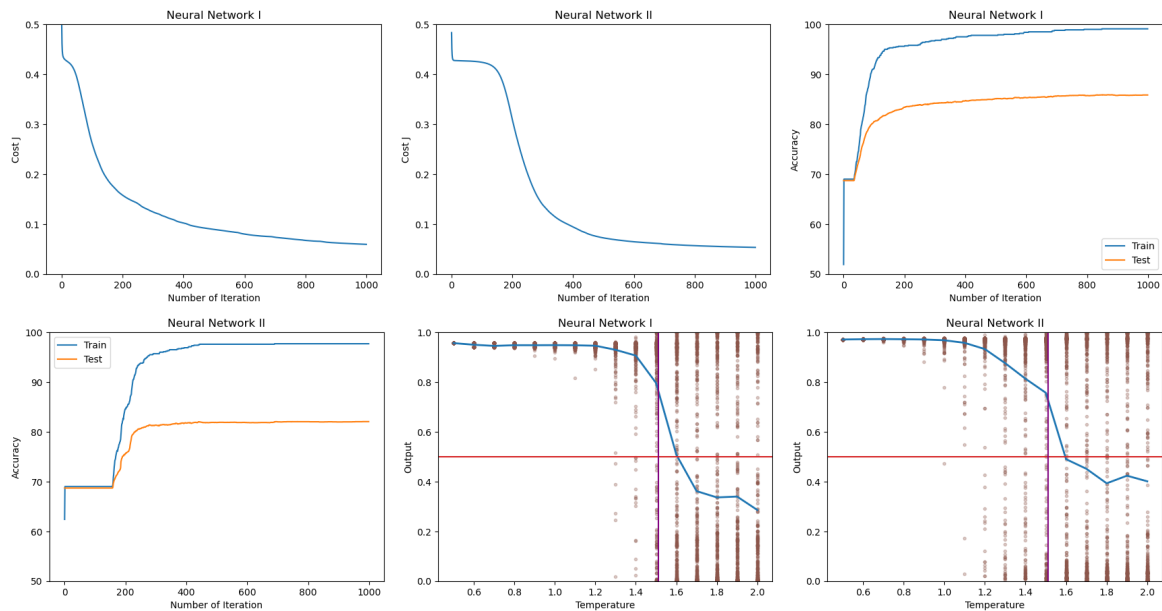 Neural Network I
0.5
0.4
0.3
0.2
0.1
0.0
Cost J
0 200 400 600 800 1000
Number of Iteration
Neural Network II
0.5
0.4
0.3
0.2
0.1
0.0
Cost J
0 200 400 600 800 1000
Number of Iteration
Neural Network I
100
90
80
70
60
50
Accuracy
Train
Test
0 200 400 600 800 1000
Number of Iteration
Neural Network II
100
90
80
70
60
50
Accuracy
Train
Test
0 200 400 600 800 1000
Number of Iteration
Neural Network I
1.0
0.8
0.6
0.4
0.2
0.0
Output
0.6 0.8 1.0 1.2 1.4 1.6 1.8 2.0
Temperature
Neural Network II
1.0
0.8
0.6
0.4
0.2
0.0
Output
0.6 0.8 1.0 1.2 1.4 1.6 1.8 2.0
Temperature